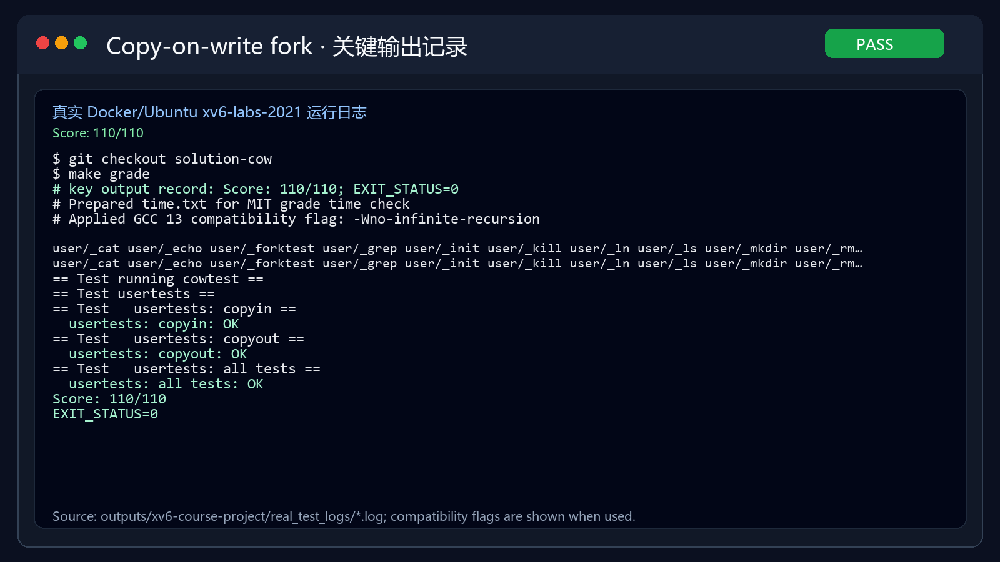 Copy-on-write fork · 关键输出记录
PASS
真实 Docker/Ubuntu xv6-labs-2021 运行日志
Score: 110/110
$ git checkout solution-cow
$ make grade
# key output record: Score: 110/110; EXIT_STATUS=0
# Prepared time.txt for MIT grade time check
# Applied GCC 13 compatibility flag: -Wno-infinite-recursion
user/_cat user/_echo user/_forktest user/_grep user/_init user/_kill user/_ln user/_ls user/_mkdir user/_rm…
user/_cat user/_echo user/_forktest user/_grep user/_init user/_kill user/_ln user/_ls user/_mkdir user/_rm…
== Test running cowtest ==
== Test usertests ==
== Test   usertests: copyin ==
  usertests: copyin: OK
== Test   usertests: copyout ==
  usertests: copyout: OK
== Test   usertests: all tests ==
  usertests: all tests: OK
Score: 110/110
EXIT_STATUS=0
Source: outputs/xv6-course-project/real_test_logs/*.log; compatibility flags are shown when used.